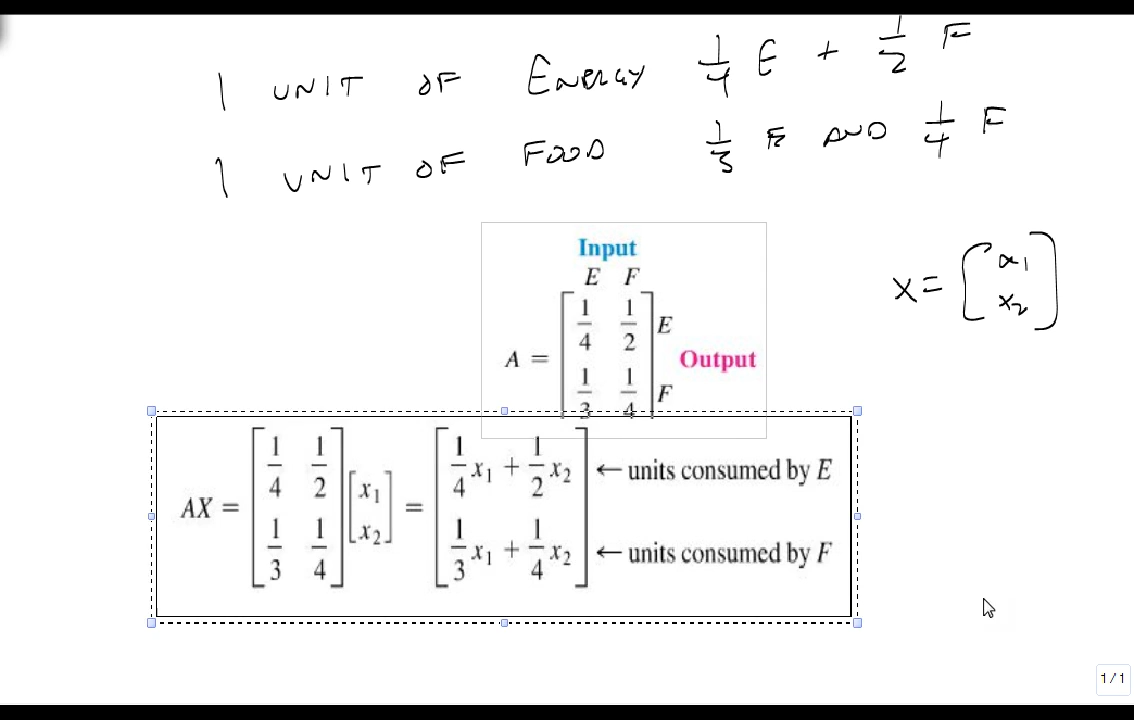 1 UNIT OF ENERGY 1/4 E + 1/2 F
1 UNIT OF FOOD 1/3 E AND 1/4 F
Input
E F
A = [1/4 1/2] E
[1/3 1/4] F
Output
X = [x1 x2]
AX = [1/4 1/2; 1/3 1/4] [x1 x2] = [1/4 x1 + 1/2 x2; 1/3 x1 + 1/4 x2]
← units consumed by E
← units consumed by F
1/1